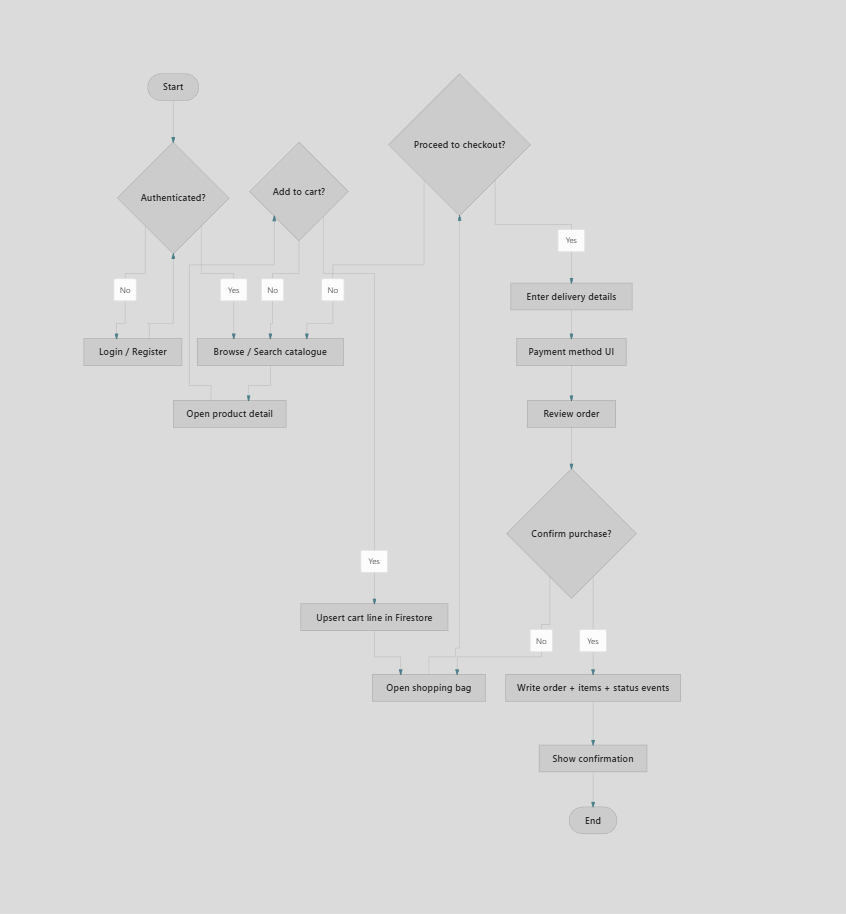 Start
Proceed to checkout?
Authenticated?
Add to cart?
Yes
No
Yes
No
No
Enter delivery details
Login / Register
Browse / Search catalogue
Payment method UI
Open product detail
Review order
Confirm purchase?
Yes
Upsert cart line in Firestore
No
Yes
Open shopping bag
Write order + items + status events
Show confirmation
End